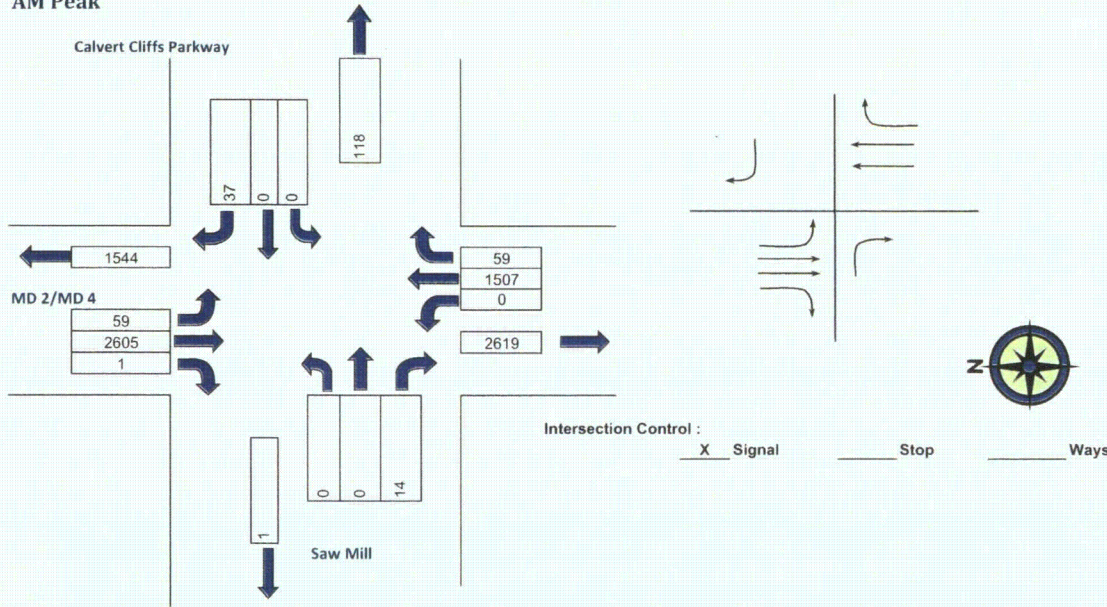 AM Peak
Calvert Cliffs Parkway
118
37
0
0
1544
59
1507
0
MD 2/MD 4
59
2605
1
2619
N
Intersection Control :
X Signal Stop Ways
0
0
14
1
Saw Mill